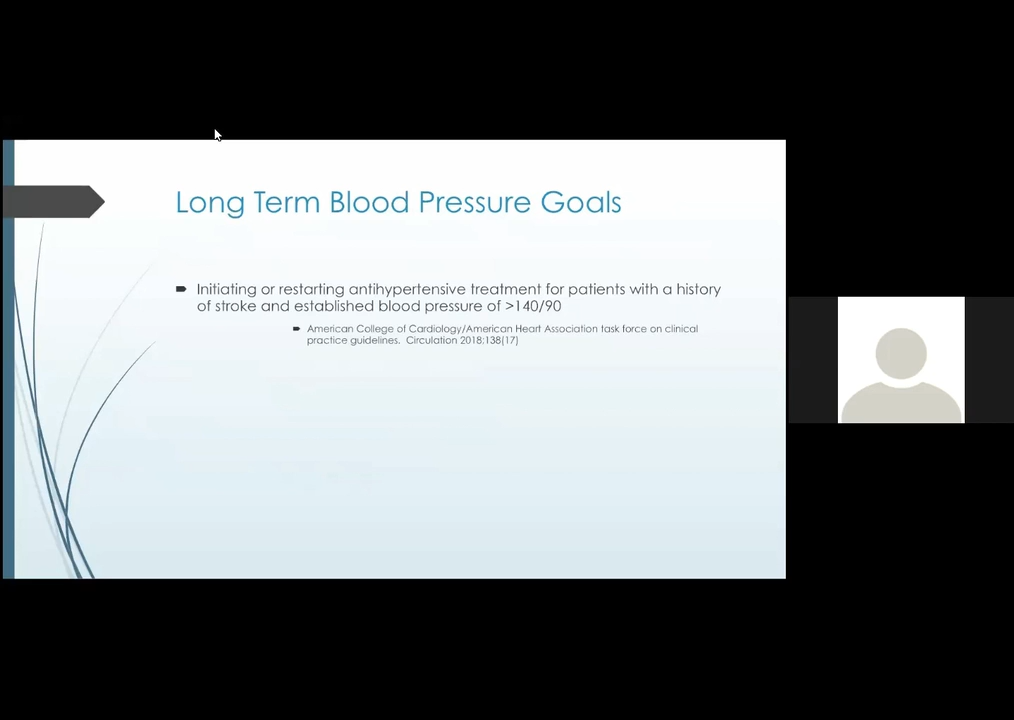 Long Term Blood Pressure Goals
Initiating or restarting antihypertensive treatment for patients with a history
of stroke and established blood pressure of >140/90
American College of Cardiology/American Heart Association task force on clinical
practice guidelines. Circulation 2018;138(17)